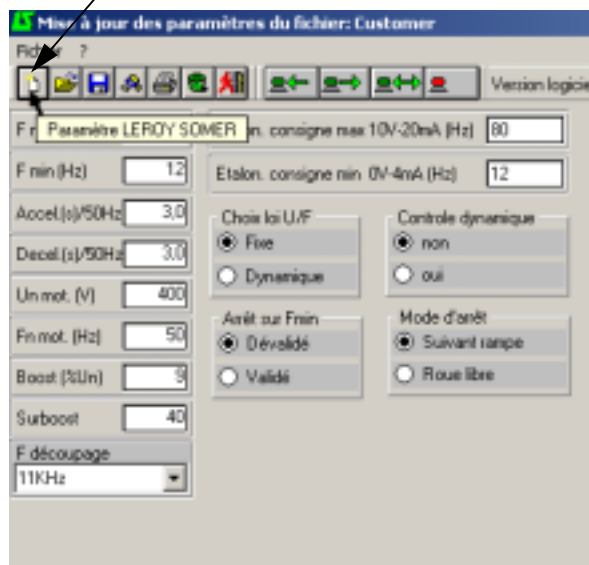 LS Mise à jour des paramètres du fichier: Customer
Fichier ?
Version logicie
Paramètre LEROY SOMER
F n. consigne max 10V-20mA (Hz) 80
F min (Hz) 12 Etalon. consigne min 0V-4mA (Hz) 12
Accel.(s)/50Hz 3,0
Decel.(s)/50Hz 3,0
Un mot. (V) 400
Fn mot. (Hz) 50
Boost (%Un) 9
Surboost 40
F découpage
11KHz
Choix loi U/F
Fixe
Dynamique
Controle dynamique
non
oui
Arrêt sur Fmin
Dévalidé
Validé
Mode d'arrêt
Suivant rampe
Roue libre